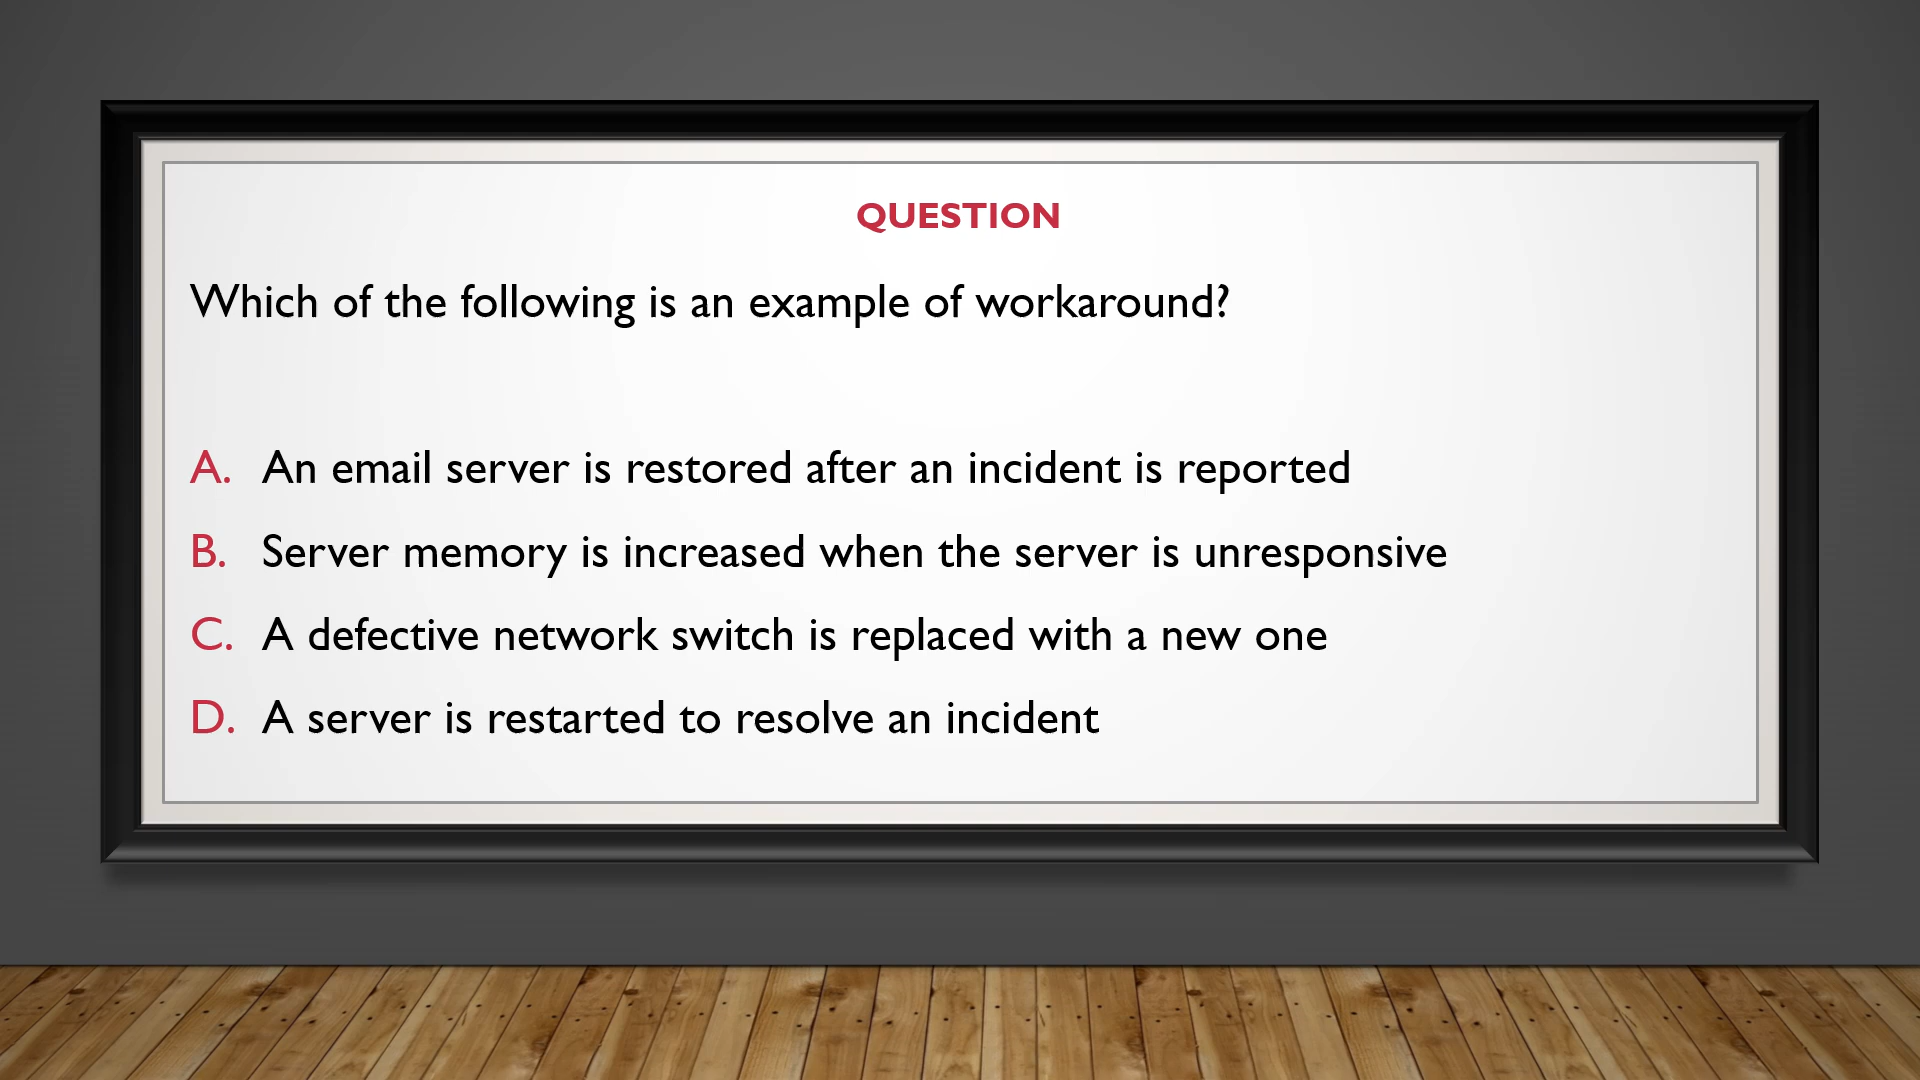 QUESTION
Which of the following is an example of workaround?
A. An email server is restored after an incident is reported
B. Server memory is increased when the server is unresponsive
C. A defective network switch is replaced with a new one
D. A server is restarted to resolve an incident